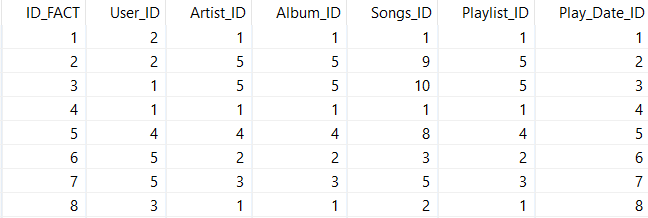 ID_FACT User_ID Artist_ID Album_ID Songs_ID Playlist_ID Play_Date_ID
1 2 1 1 1 1 1
2 2 5 5 9 5 2
3 1 5 5 10 5 3
4 1 1 1 1 1 4
5 4 4 4 8 4 5
6 5 2 2 3 2 6
7 5 3 3 5 3 7
8 3 1 1 2 1 8